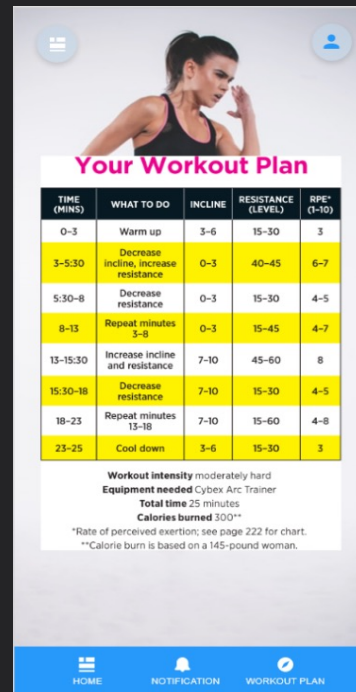 Your Workout Plan
TIME (MINS) WHAT TO DO INCLINE RESISTANCE (LEVEL) RPE* (1–10)
0–3 Warm up 3–6 15–30 3
3–5:30 Decrease incline, increase resistance 0–3 40–45 6–7
5:30–8 Decrease resistance 0–3 15–30 4–5
8–13 Repeat minutes 3–8 0–3 15–45 4–7
13–15:30 Increase incline and resistance 7–10 45–60 8
15:30–18 Decrease resistance 7–10 15–30 4–5
18–23 Repeat minutes 13–18 7–10 15–60 4–8
23–25 Cool down 3–6 15–30 3
Workout intensity moderately hard
Equipment needed Cybex Arc Trainer
Total time 25 minutes
Calories burned 300**
*Rate of perceived exertion; see page 222 for chart.
**Calorie burn is based on a 145-pound woman.
HOME NOTIFICATION WORKOUT PLAN